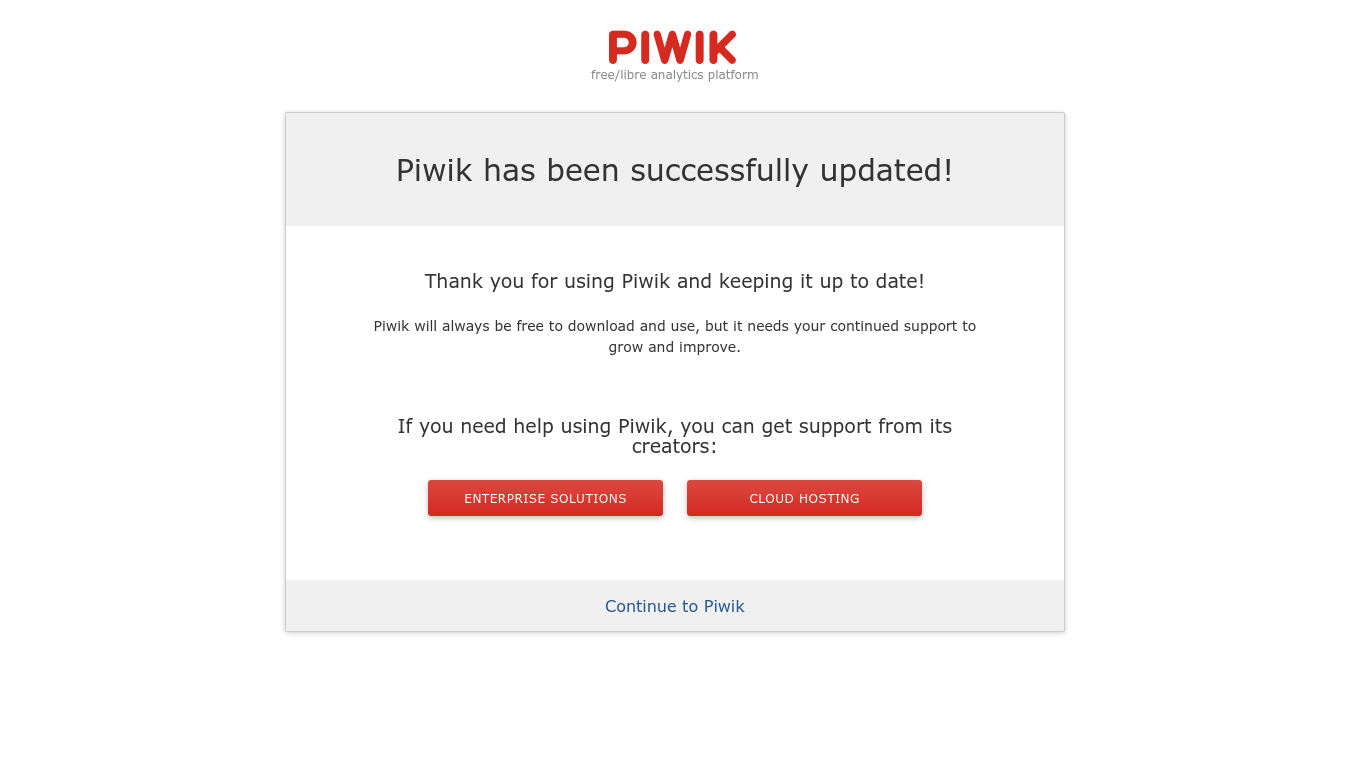 PIWIK
free/libre analytics platform
Piwik has been successfully updated!
Thank you for using Piwik and keeping it up to date!
Piwik will always be free to download and use, but it needs your continued support to
grow and improve.
If you need help using Piwik, you can get support from its
creators:
ENTERPRISE SOLUTIONS
CLOUD HOSTING
Continue to Piwik